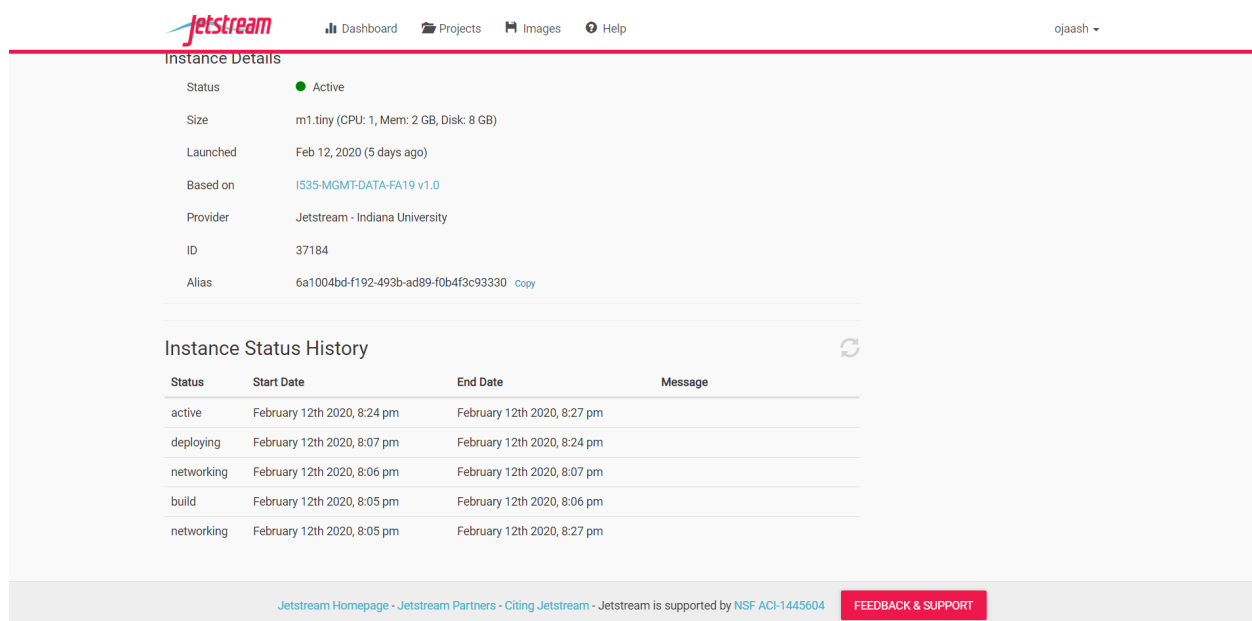 Jetstream Dashboard Projects Images Help ojaash
Instance Details
Status Active
Size m1.tiny (CPU: 1, Mem: 2 GB, Disk: 8 GB)
Launched Feb 12, 2020 (5 days ago)
Based on I535-MGMT-DATA-FA19 v1.0
Provider Jetstream - Indiana University
ID 37184
Alias 6a1004bd-f192-493b-ad89-f0b4f3c93330 Copy
Instance Status History
Status Start Date End Date Message
active February 12th 2020, 8:24 pm February 12th 2020, 8:27 pm
deploying February 12th 2020, 8:07 pm February 12th 2020, 8:24 pm
networking February 12th 2020, 8:06 pm February 12th 2020, 8:07 pm
build February 12th 2020, 8:05 pm February 12th 2020, 8:06 pm
networking February 12th 2020, 8:05 pm February 12th 2020, 8:27 pm
Jetstream Homepage - Jetstream Partners - Citing Jetstream - Jetstream is supported by NSF ACI-1445604 FEEDBACK & SUPPORT